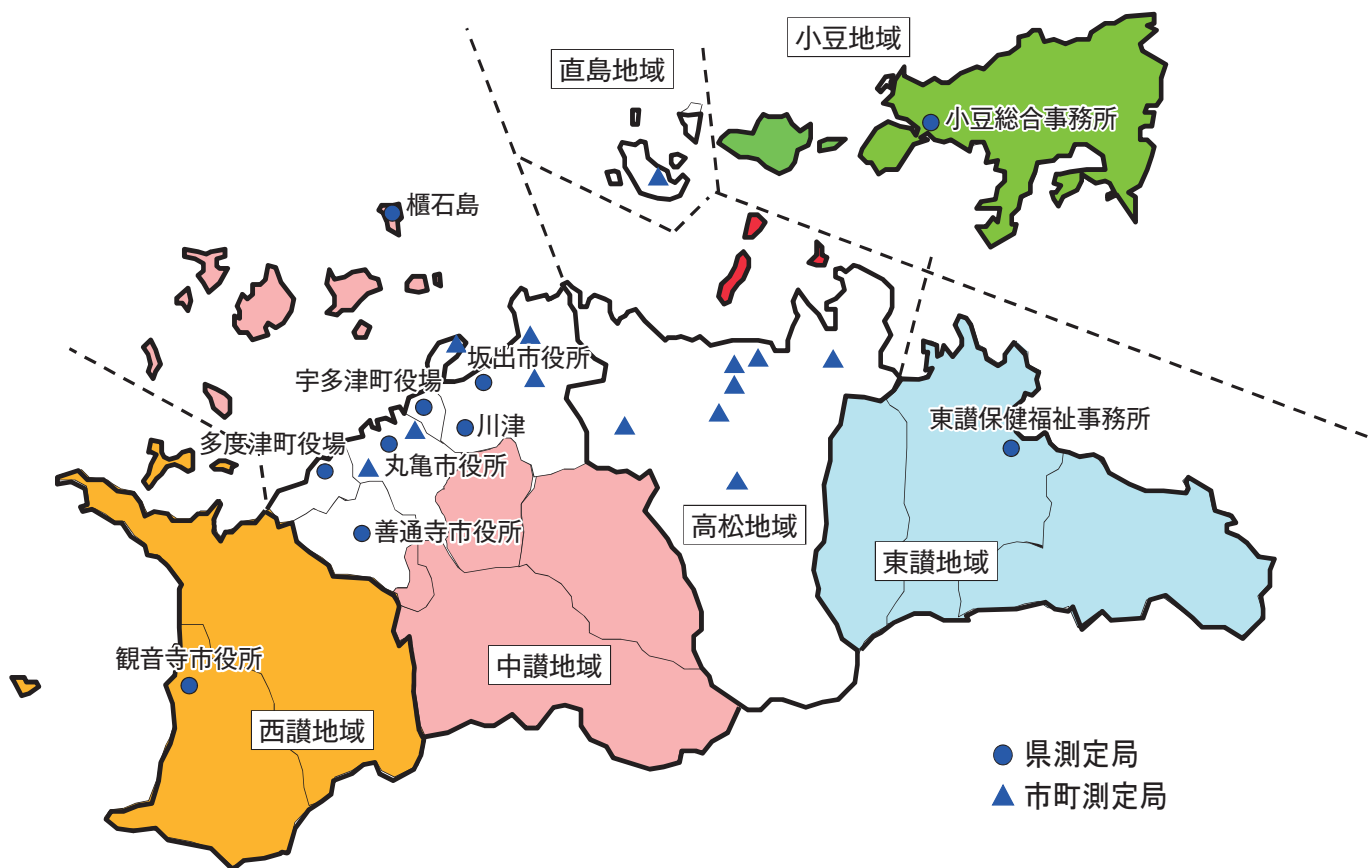 小豆地域
直島地域
小豆総合事務所
櫃石島
坂出市役所
宇多津町役場
川津
東讃保健福祉事務所
多度津町役場
丸亀市役所
高松地域
善通寺市役所
東讃地域
観音寺市役所
中讃地域
西讃地域
県測定局
市町測定局